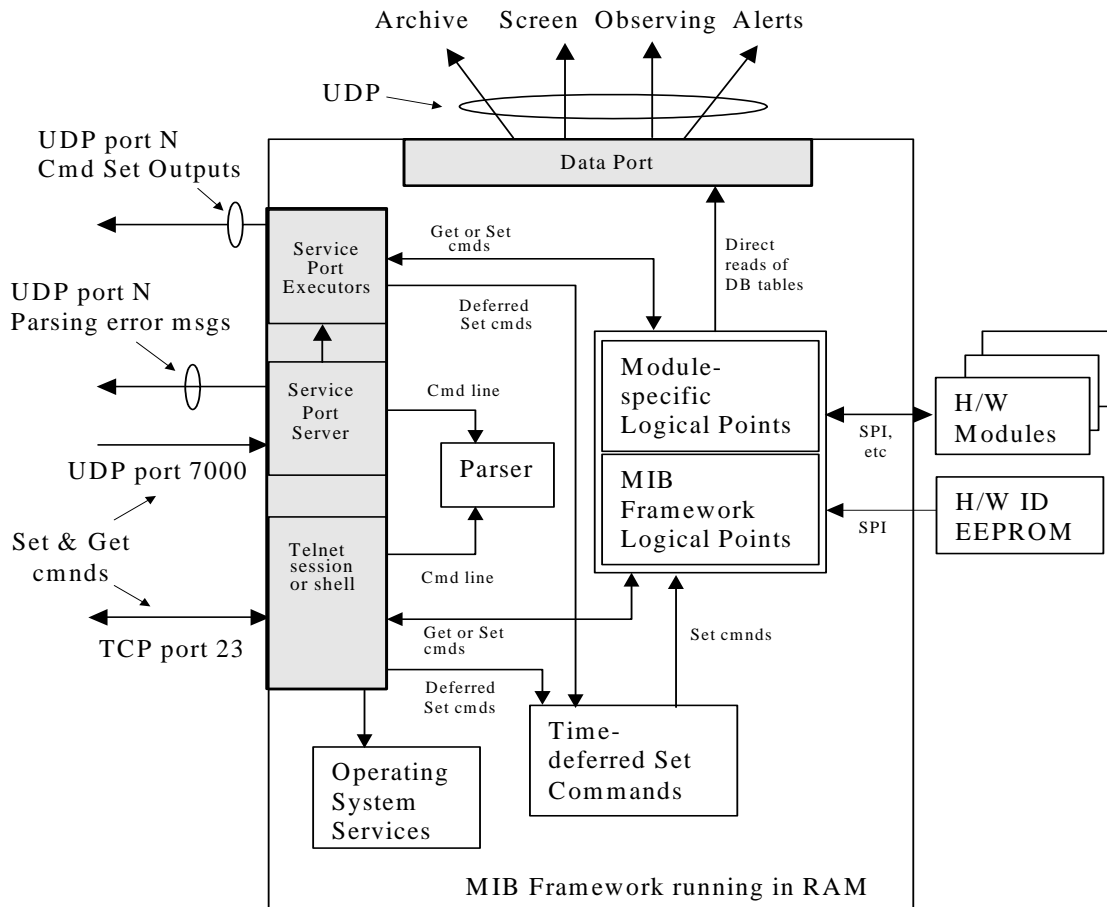 Archive Screen Observing Alerts
UDP
UDP port N
Cmd Set Outputs
Data Port
Service
Port
Executors
Get or Set
cmds
Direct
reads of
DB tables
UDP port N
Parsing error msgs
Deferred
Set cmds
Service
Port
Server
Cmd line
Module-
specific
Logical Points
H/W
Modules
SPI,
etc
UDP port 7000
Parser
MIB
Framework
Logical Points
H/W ID
EEPROM
SPI
Set & Get
cmnds
Telnet
session
or shell
Cmd line
TCP port 23
Get or Set
cmds
Set cmnds
Deferred
Set cmds
Time-
deferred Set
Commands
Operating
System
Services
MIB Framework running in RAM